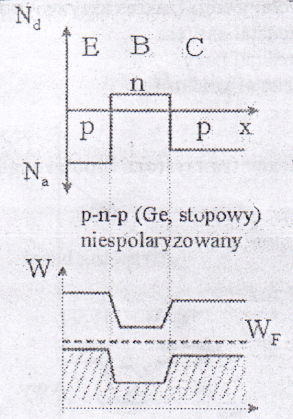 N_d E B C
n
p p x
N_a
p-n-p (Ge, stopowy)
niespolaryzowany
W
W_F